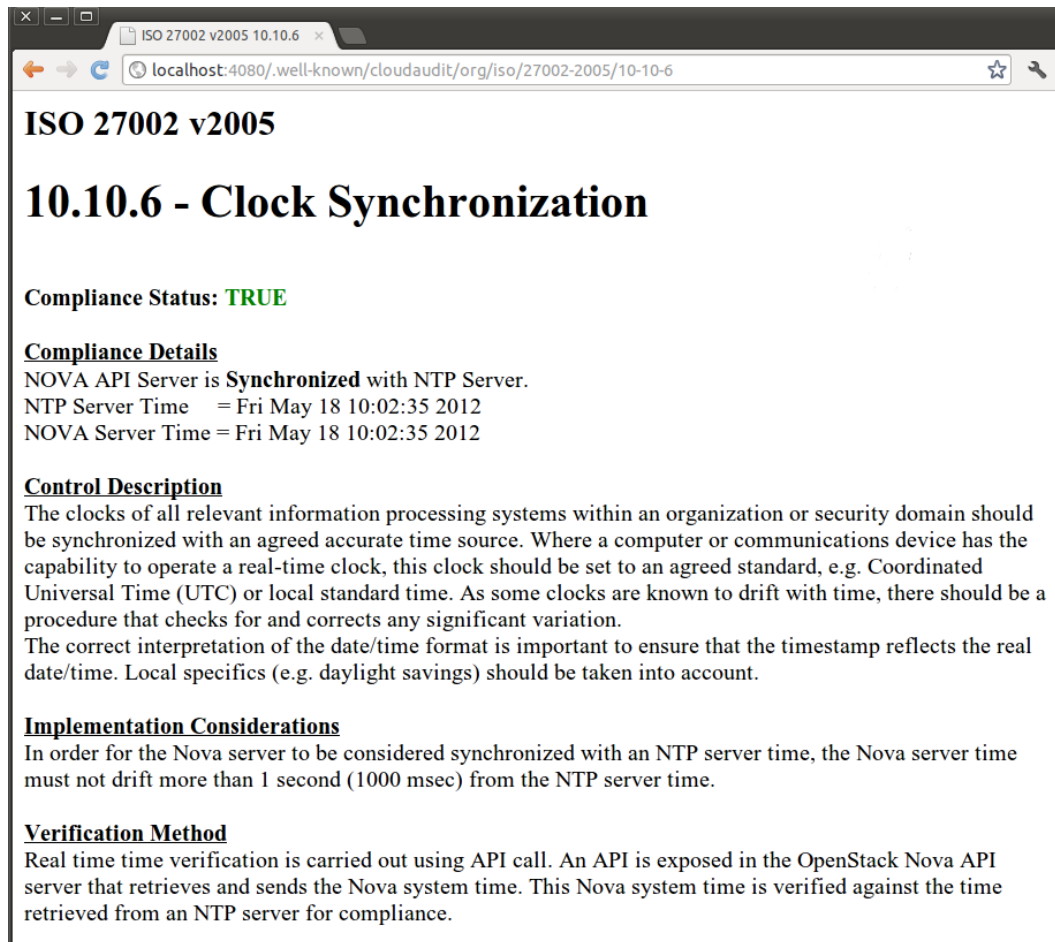 ISO 27002 v2005 10.10.6
localhost:4080/.well-known/cloudaudit/org/iso/27002-2005/10-10-6
ISO 27002 v2005
10.10.6 - Clock Synchronization
Compliance Status: TRUE
Compliance Details
NOVA API Server is Synchronized with NTP Server.
NTP Server Time = Fri May 18 10:02:35 2012
NOVA Server Time = Fri May 18 10:02:35 2012
Control Description
The clocks of all relevant information processing systems within an organization or security domain should
be synchronized with an agreed accurate time source. Where a computer or communications device has the
capability to operate a real-time clock, this clock should be set to an agreed standard, e.g. Coordinated
Universal Time (UTC) or local standard time. As some clocks are known to drift with time, there should be a
procedure that checks for and corrects any significant variation.
The correct interpretation of the date/time format is important to ensure that the timestamp reflects the real
date/time. Local specifics (e.g. daylight savings) should be taken into account.
Implementation Considerations
In order for the Nova server to be considered synchronized with an NTP server time, the Nova server time
must not drift more than 1 second (1000 msec) from the NTP server time.
Verification Method
Real time time verification is carried out using API call. An API is exposed in the OpenStack Nova API
server that retrieves and sends the Nova system time. This Nova system time is verified against the time
retrieved from an NTP server for compliance.